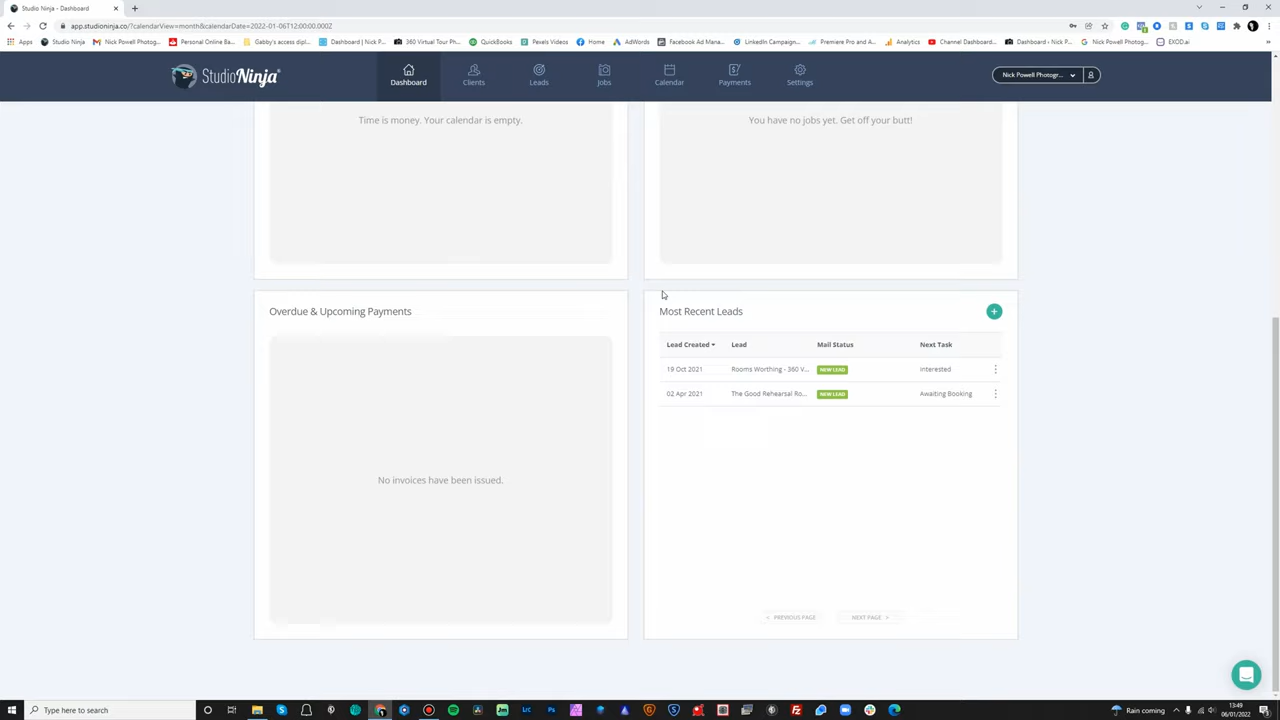 Studio Ninja - Dashboard
app.studioninja.co/?calendarView=month&calendarDate=2022-01-06T12:00:00.000Z
Apps Studio Ninja Nick Powell Photog... Personal Online Ba... Gabby's access dipl... Dashboard | Nick P... 360 Virtual Tour Ph... QuickBooks Pexels Videos Home AdWords Facebook Ad Mana... LinkedIn Campaign... Premiere Pro and A... Analytics Channel Dashboard... Dashboard ‹ Nick P... Nick Powell Photog... EXOD.ai »
StudioNinja
Dashboard Clients Leads Jobs Calendar Payments Settings
Nick Powell Photogr...
Time is money. Your calendar is empty.
You have no jobs yet. Get off your butt!
Overdue & Upcoming Payments
No invoices have been issued.
Most Recent Leads
Lead Created Lead Mail Status Next Task
19 Oct 2021 Rooms Worthing - 360 V... NEW LEAD Interested
02 Apr 2021 The Good Rehearsal Ro... NEW LEAD Awaiting Booking
< PREVIOUS PAGE NEXT PAGE >
Type here to search
Rain coming
13:49
06/01/2022